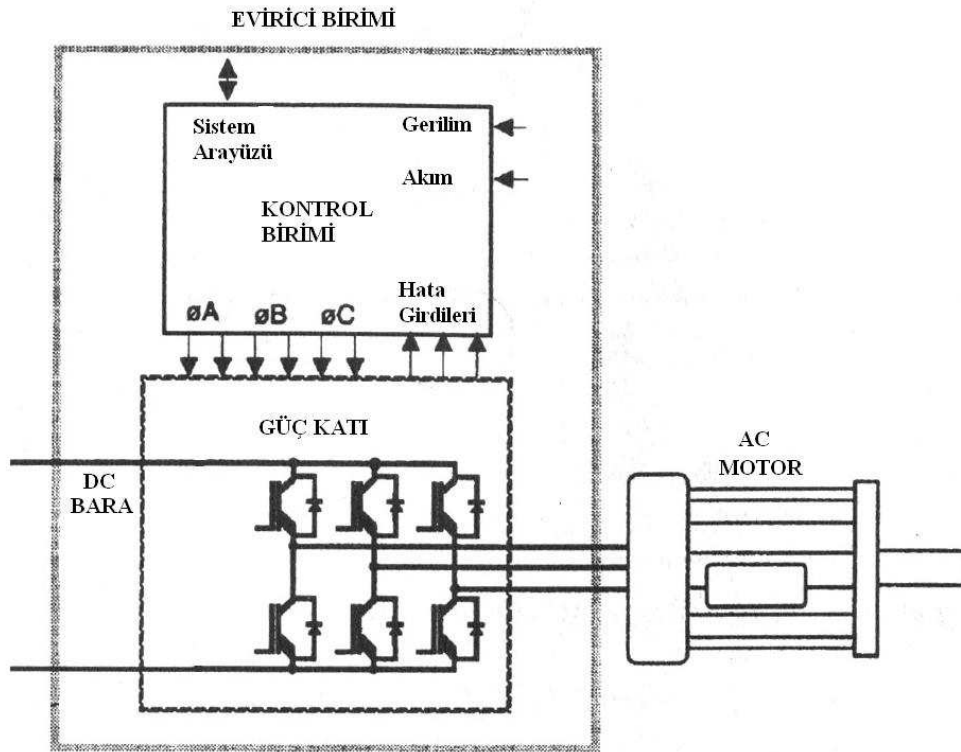 EVİRİCİ BİRİMİ
Sistem
Arayüzü
Gerilim
Akım
KONTROL
BİRİMİ
Hata
Girdileri
øA
øB
øC
GÜÇ KATI
DC
BARA
AC
MOTOR